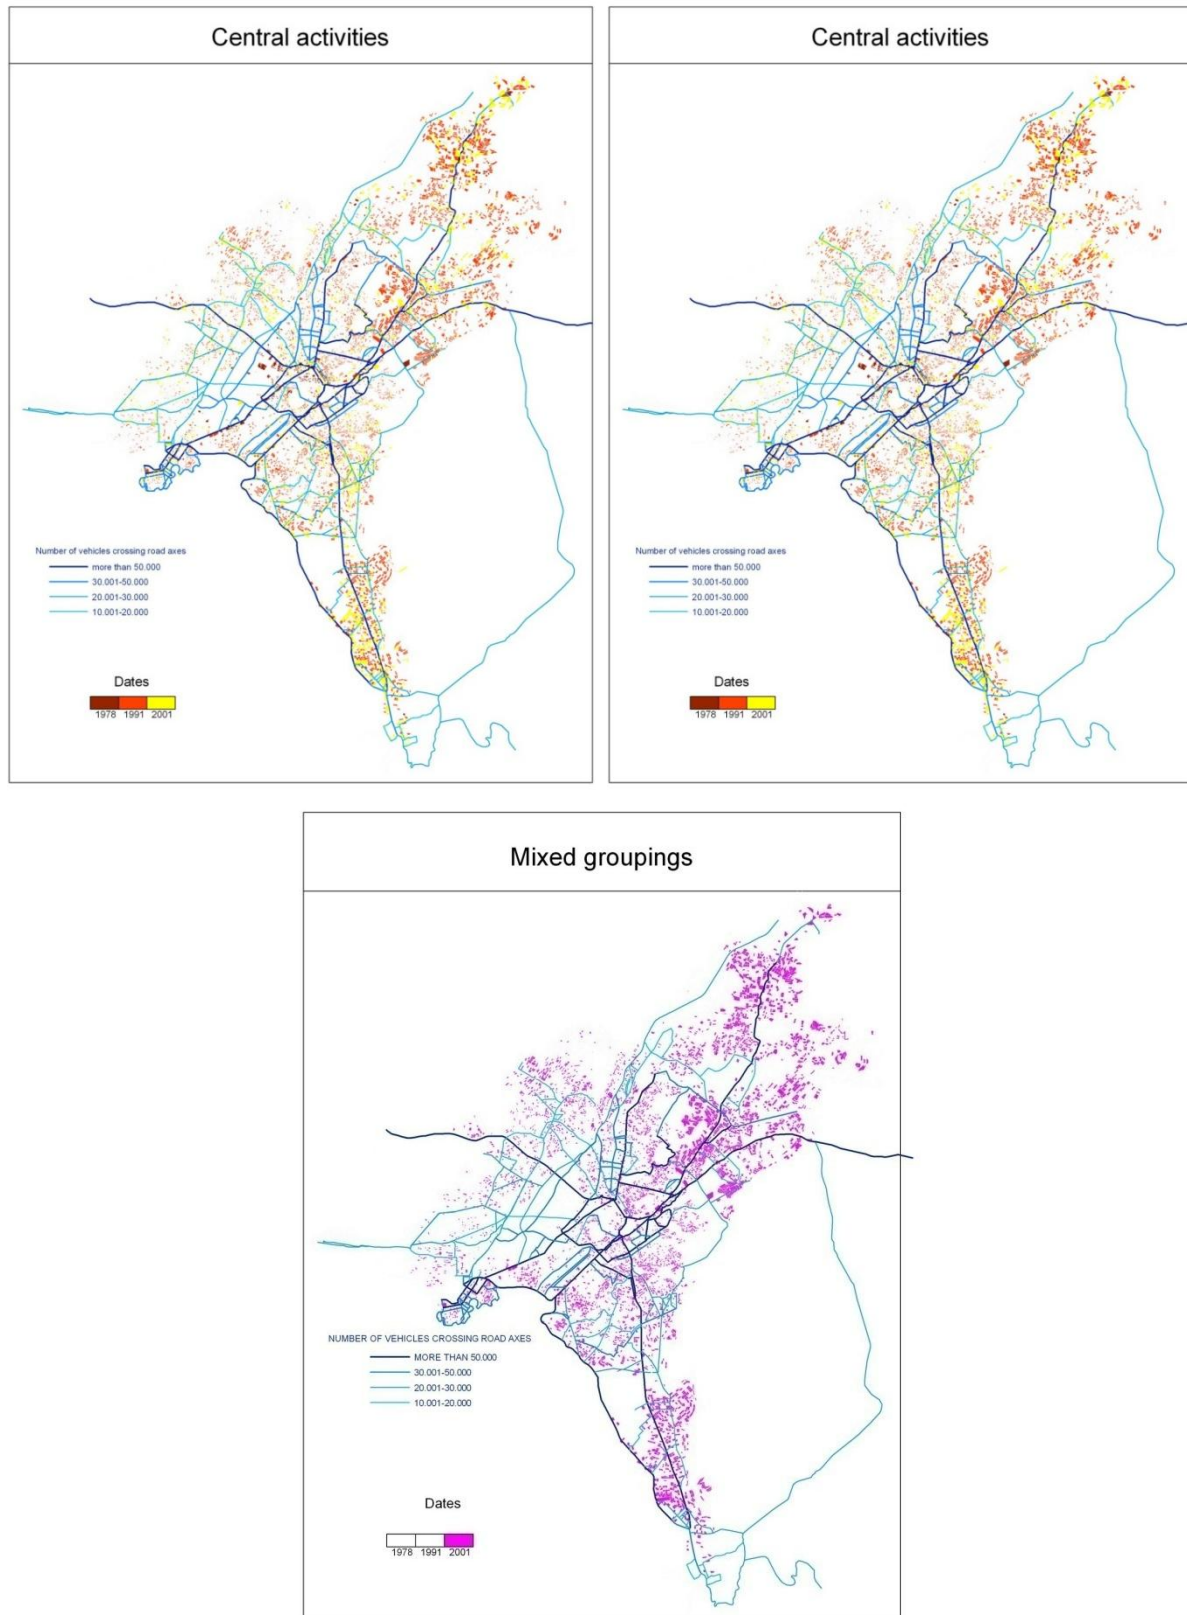 Central activities
Number of vehicles crossing road axes
more than 50.000
30.001-50.000
20.001-30.000
10.001-20.000
Dates
1978 1991 2001
Central activities
Number of vehicles crossing road axes
more than 50.000
30.001-50.000
20.001-30.000
10.001-20.000
Dates
1978 1991 2001
Mixed groupings
NUMBER OF VEHICLES CROSSING ROAD AXES
MORE THAN 50.000
30.001-50.000
20.001-30.000
10.001-20.000
Dates
1978 1991 2001